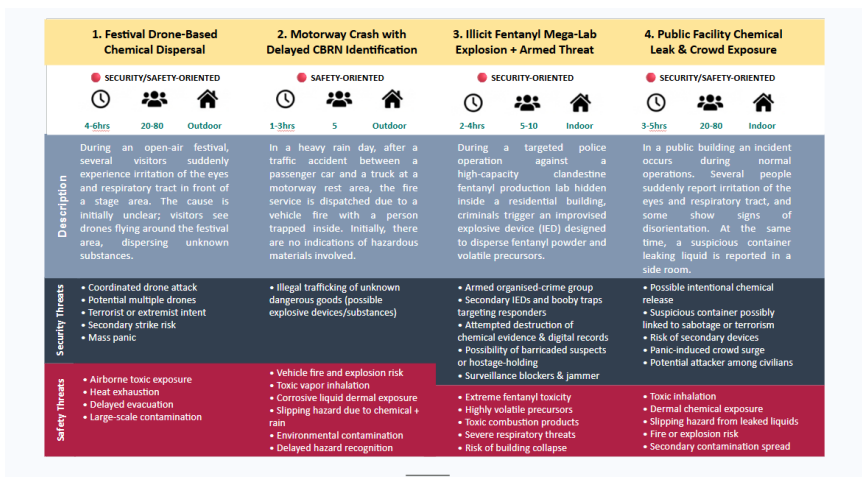 1. Festival Drone-Based
Chemical Dispersal
SECURITY/SAFETY-ORIENTED
4-6hrs 20-80 Outdoor
2. Motorway Crash with
Delayed CBRN Identification
SAFETY-ORIENTED
1-3hrs 5 Outdoor
3. Illicit Fentanyl Mega-Lab
Explosion + Armed Threat
SECURITY-ORIENTED
2-4hrs 5-10 Indoor
4. Public Facility Chemical
Leak & Crowd Exposure
SECURITY/SAFETY-ORIENTED
3-5hrs 20-80 Indoor
Description
During an open-air festival,
several visitors suddenly
experience irritation of the eyes
and respiratory tract in front of
a stage area. The cause is
initially unclear; visitors see
drones flying around the festival
area, dispersing unknown
substances.
In a heavy rain day, after a
traffic accident between a
passenger car and a truck at a
motorway rest area, the fire
service is dispatched due to a
vehicle fire with a person
trapped inside. Initially, there
are no indications of hazardous
materials involved.
During a targeted police
operation against a
high-capacity clandestine
fentanyl production lab hidden
inside a residential building,
criminals trigger an improvised
explosive device (IED) designed
to disperse fentanyl powder and
volatile precursors.
In a public building an incident
occurs during normal
operations. Several people
suddenly report irritation of the
eyes and respiratory tract, and
some show signs of
disorientation. At the same
time, a suspicious container
leaking liquid is reported in a
side room.
Security Threats
• Coordinated drone attack
• Potential multiple drones
• Terrorist or extremist intent
• Secondary strike risk
• Mass panic
• Illegal trafficking of unknown
dangerous goods (possible
explosive devices/substances)
• Armed organised-crime group
• Secondary IEDs and booby traps
targeting responders
• Attempted destruction of
chemical evidence & digital records
• Possibility of barricaded suspects
or hostage-holding
• Surveillance blockers & jammer
• Possible intentional chemical
release
• Suspicious container possibly
linked to sabotage or terrorism
• Risk of secondary devices
• Panic-induced crowd surge
• Potential attacker among civilians
Safety Threats
• Airborne toxic exposure
• Heat exhaustion
• Delayed evacuation
• Large-scale contamination
• Vehicle fire and explosion risk
• Toxic vapor inhalation
• Corrosive liquid dermal exposure
• Slipping hazard due to chemical +
rain
• Environmental contamination
• Delayed hazard recognition
• Extreme fentanyl toxicity
• Highly volatile precursors
• Toxic combustion products
• Severe respiratory threats
• Risk of building collapse
• Toxic inhalation
• Dermal chemical exposure
• Slipping hazard from leaked liquids
• Fire or explosion risk
• Secondary contamination spread